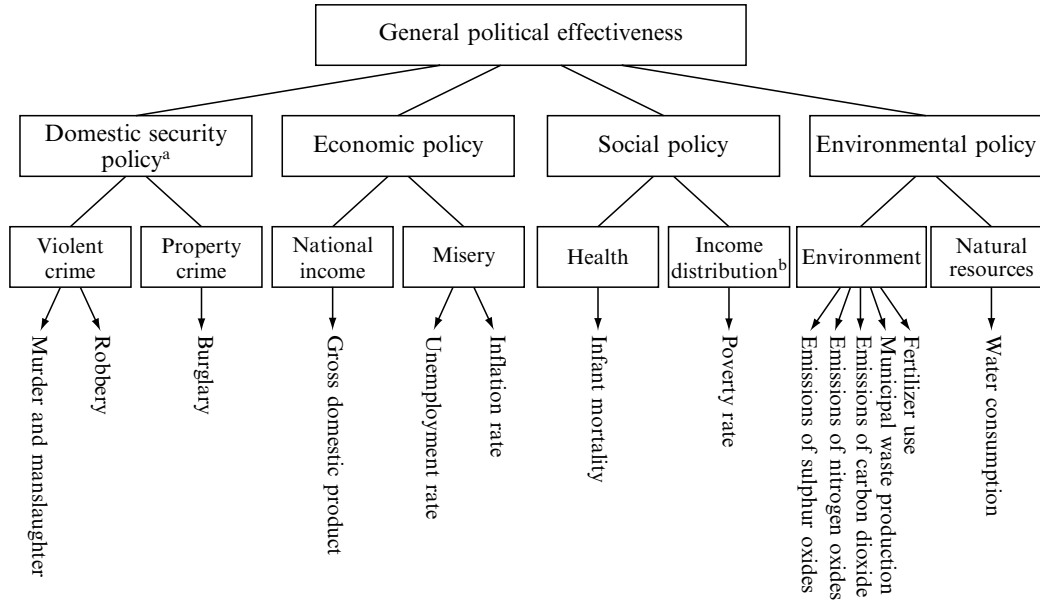 General political effectiveness
Domestic security
policyᵃ
Economic policy
Social policy
Environmental policy
Violent
crime
Property
crime
National
income
Misery
Health
Income
distributionᵇ
Environment
Natural
resources
Murder and manslaughter
Robbery
Burglary
Gross domestic product
Unemployment rate
Inflation rate
Infant mortality
Poverty rate
Emissions of sulphur oxides
Emissions of nitrogen oxides
Emissions of carbon dioxide
Municipal waste production
Fertilizer use
Water consumption